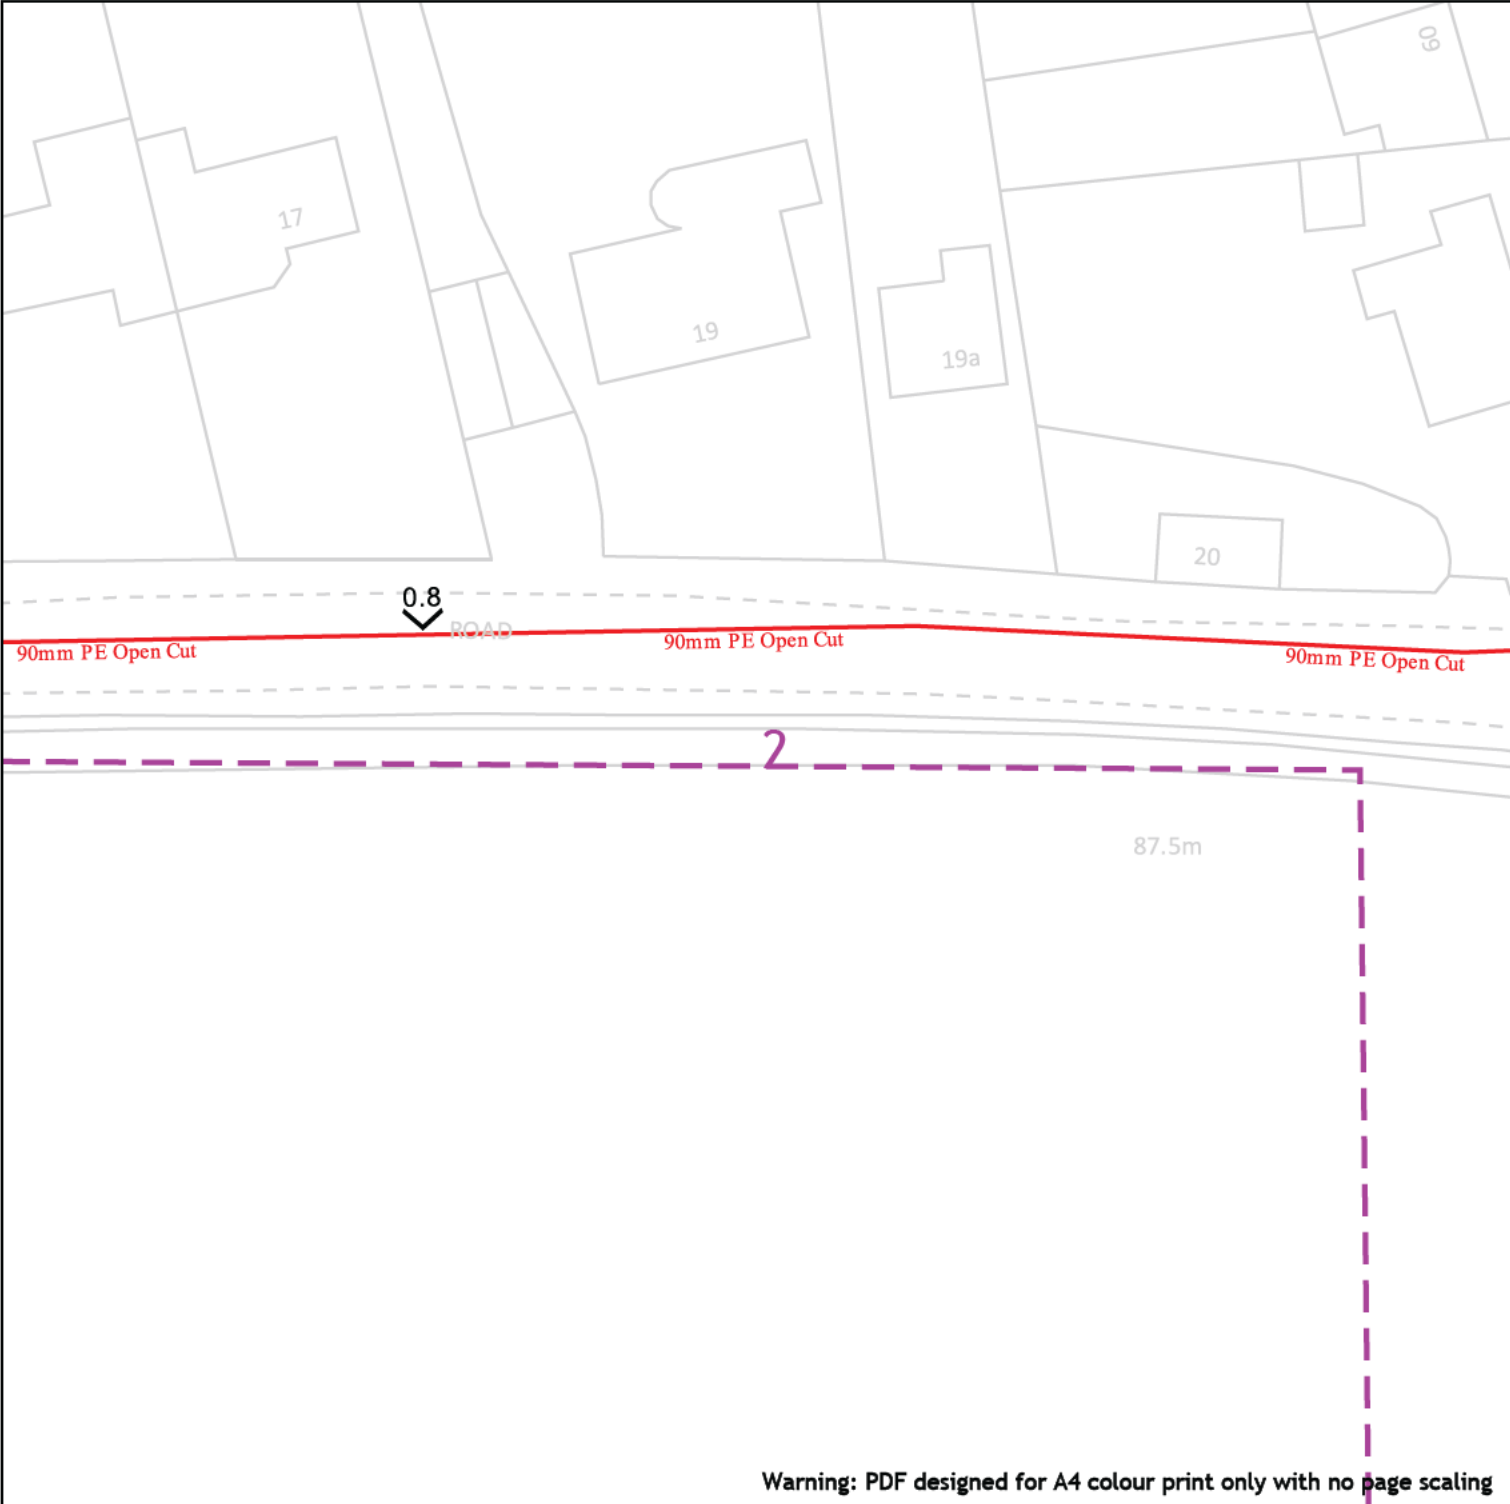 60
17
19
19a
20
0.8
ROAD
90mm PE Open Cut
90mm PE Open Cut
90mm PE Open Cut
2
87.5m
Warning: PDF designed for A4 colour print only with no page scaling